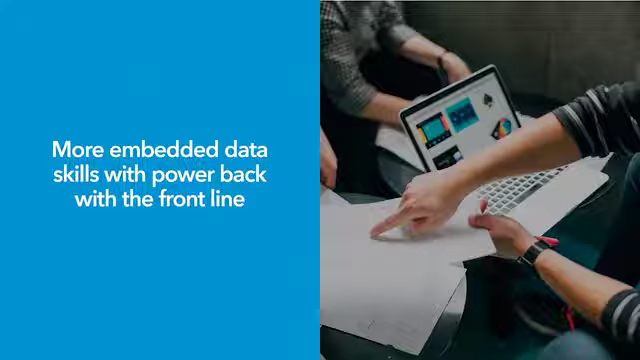 More embedded data
skills with power back
with the front line